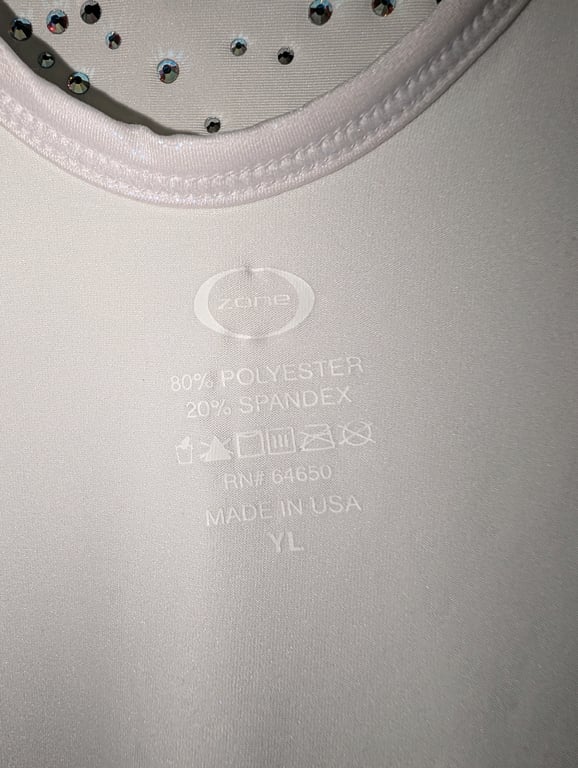 zone
80% POLYESTER
20% SPANDEX
RN# 64650
MADE IN USA
YL